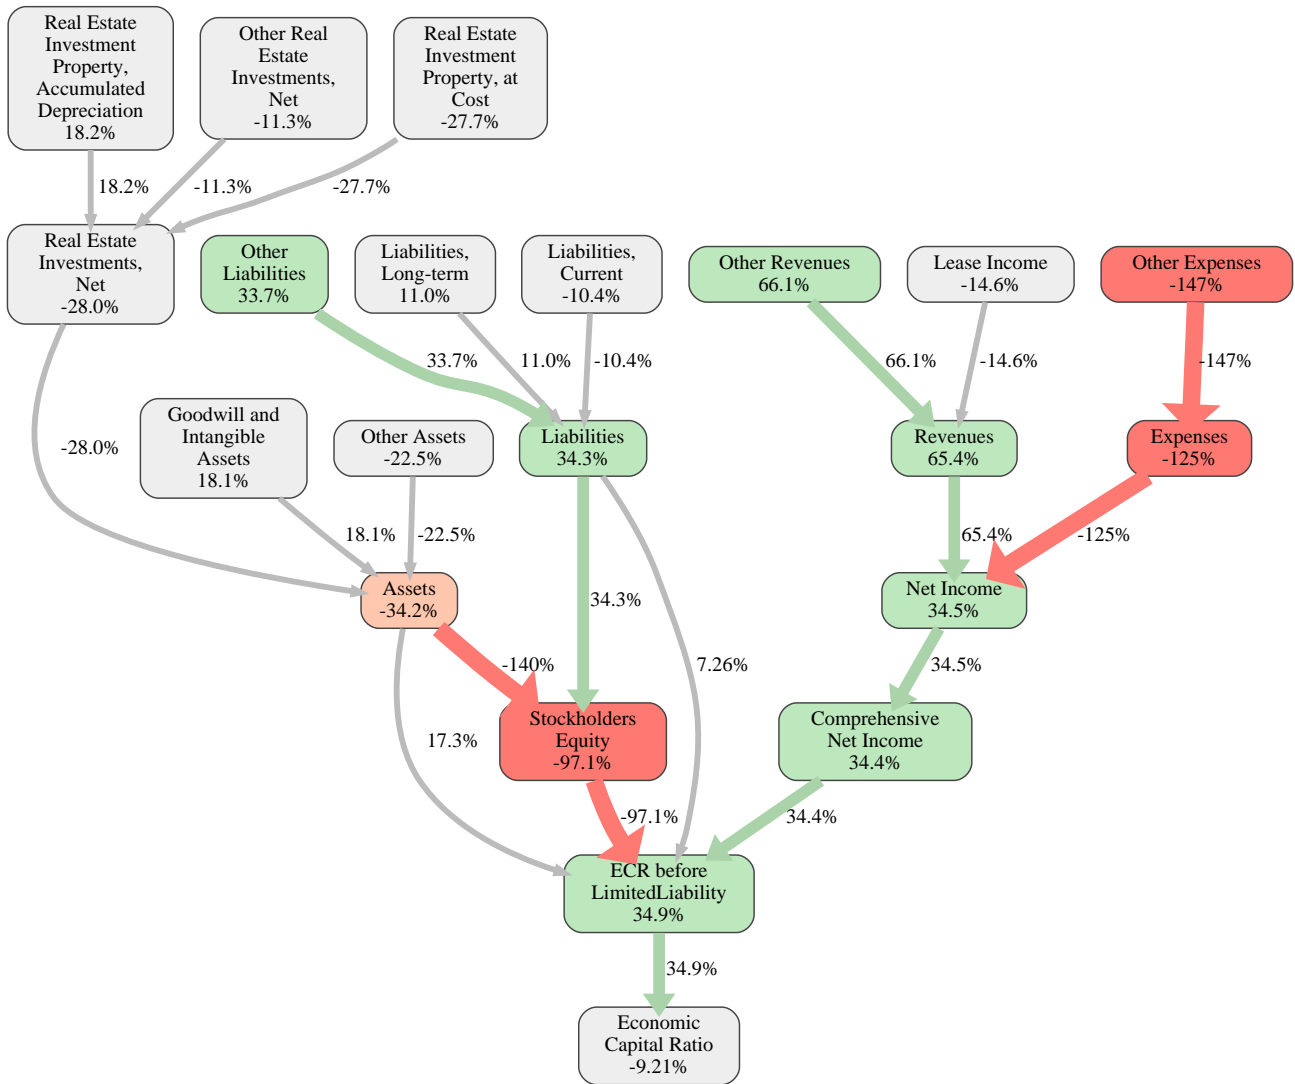 Real Estate
Investment
Property,
Accumulated
Depreciation
18.2%
Other Real
Estate
Investments,
Net
-11.3%
Real Estate
Investment
Property, at
Cost
-27.7%
18.2%
-11.3%
-27.7%
Real Estate
Investments,
Net
-28.0%
Other
Liabilities
33.7%
Liabilities,
Long-term
11.0%
Liabilities,
Current
-10.4%
Other Revenues
66.1%
Lease Income
-14.6%
Other Expenses
-147%
33.7%
11.0%
-10.4%
66.1%
-14.6%
-147%
-28.0%
Goodwill and
Intangible
Assets
18.1%
Other Assets
-22.5%
Liabilities
34.3%
Revenues
65.4%
Expenses
-125%
18.1%
-22.5%
65.4%
-125%
Assets
-34.2%
34.3%
Net Income
34.5%
-140%
7.26%
34.5%
17.3%
Stockholders
Equity
-97.1%
Comprehensive
Net Income
34.4%
-97.1%
34.4%
ECR before
LimitedLiability
34.9%
34.9%
Economic
Capital Ratio
-9.21%